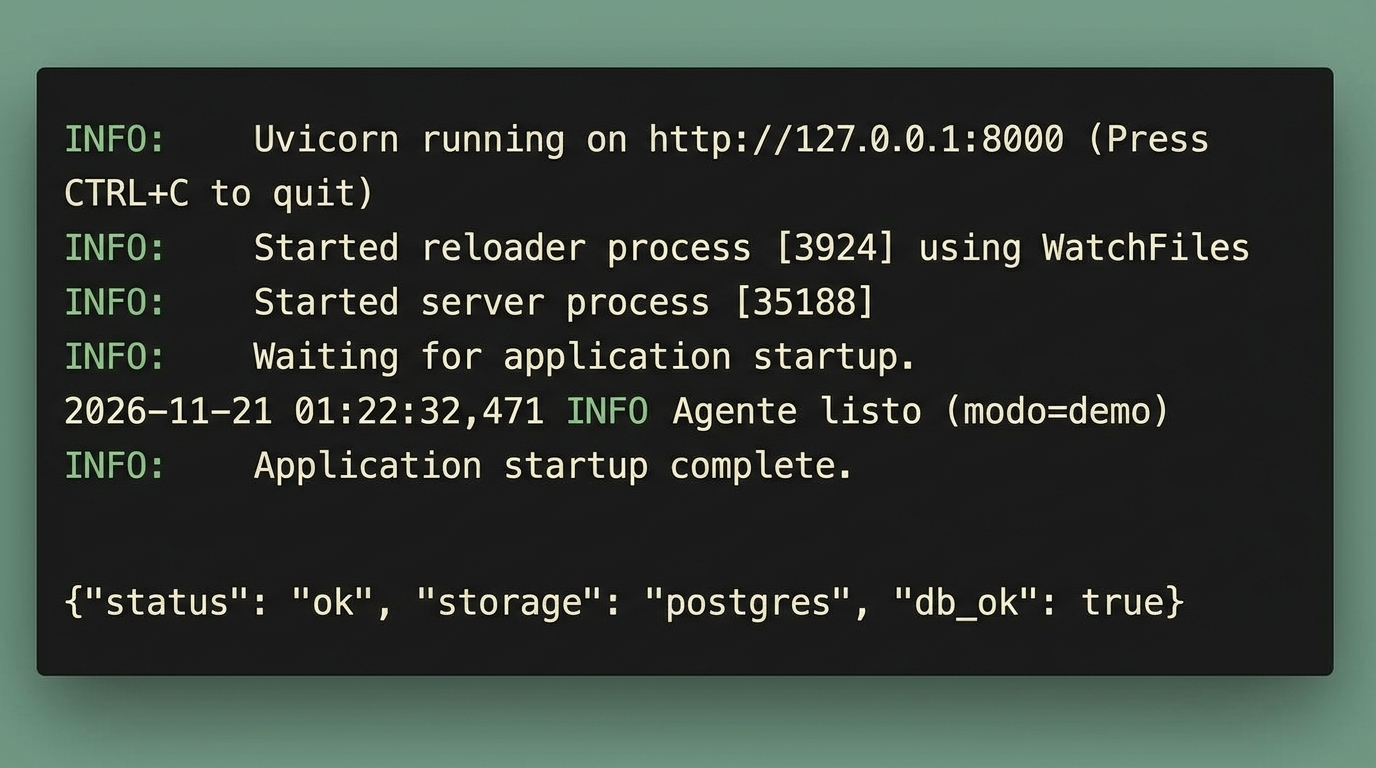 INFO:    Uvicorn running on http://127.0.0.1:8000 (Press
CTRL+C to quit)
INFO:    Started reloader process [3924] using WatchFiles
INFO:    Started server process [35188]
INFO:    Waiting for application startup.
2026-11-21 01:22:32,471 INFO Agente listo (modo=demo)
INFO:    Application startup complete.
{"status": "ok", "storage": "postgres", "db_ok": true}